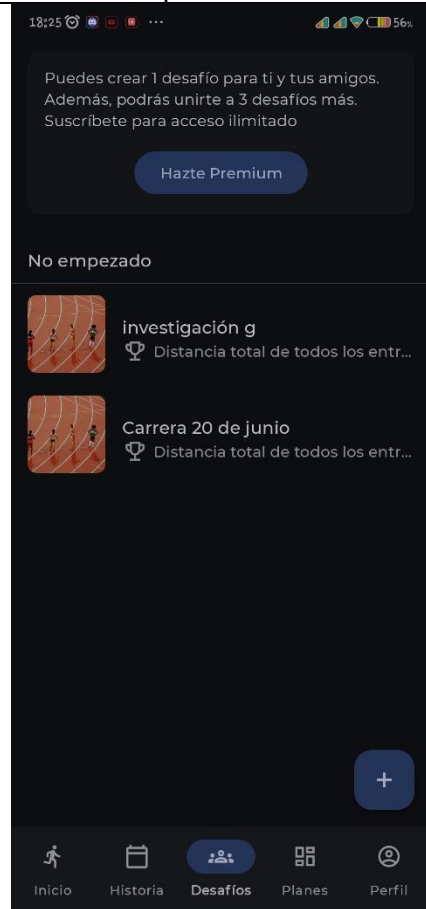 18:25
56%
Puedes crear 1 desafío para ti y tus amigos.
Además, podrás unirte a 3 desafíos más.
Suscríbete para acceso ilimitado
Hazte Premium
No empezado
investigación g
Distancia total de todos los entr...
Carrera 20 de junio
Distancia total de todos los entr...
+
Inicio Historia Desafíos Planes Perfil